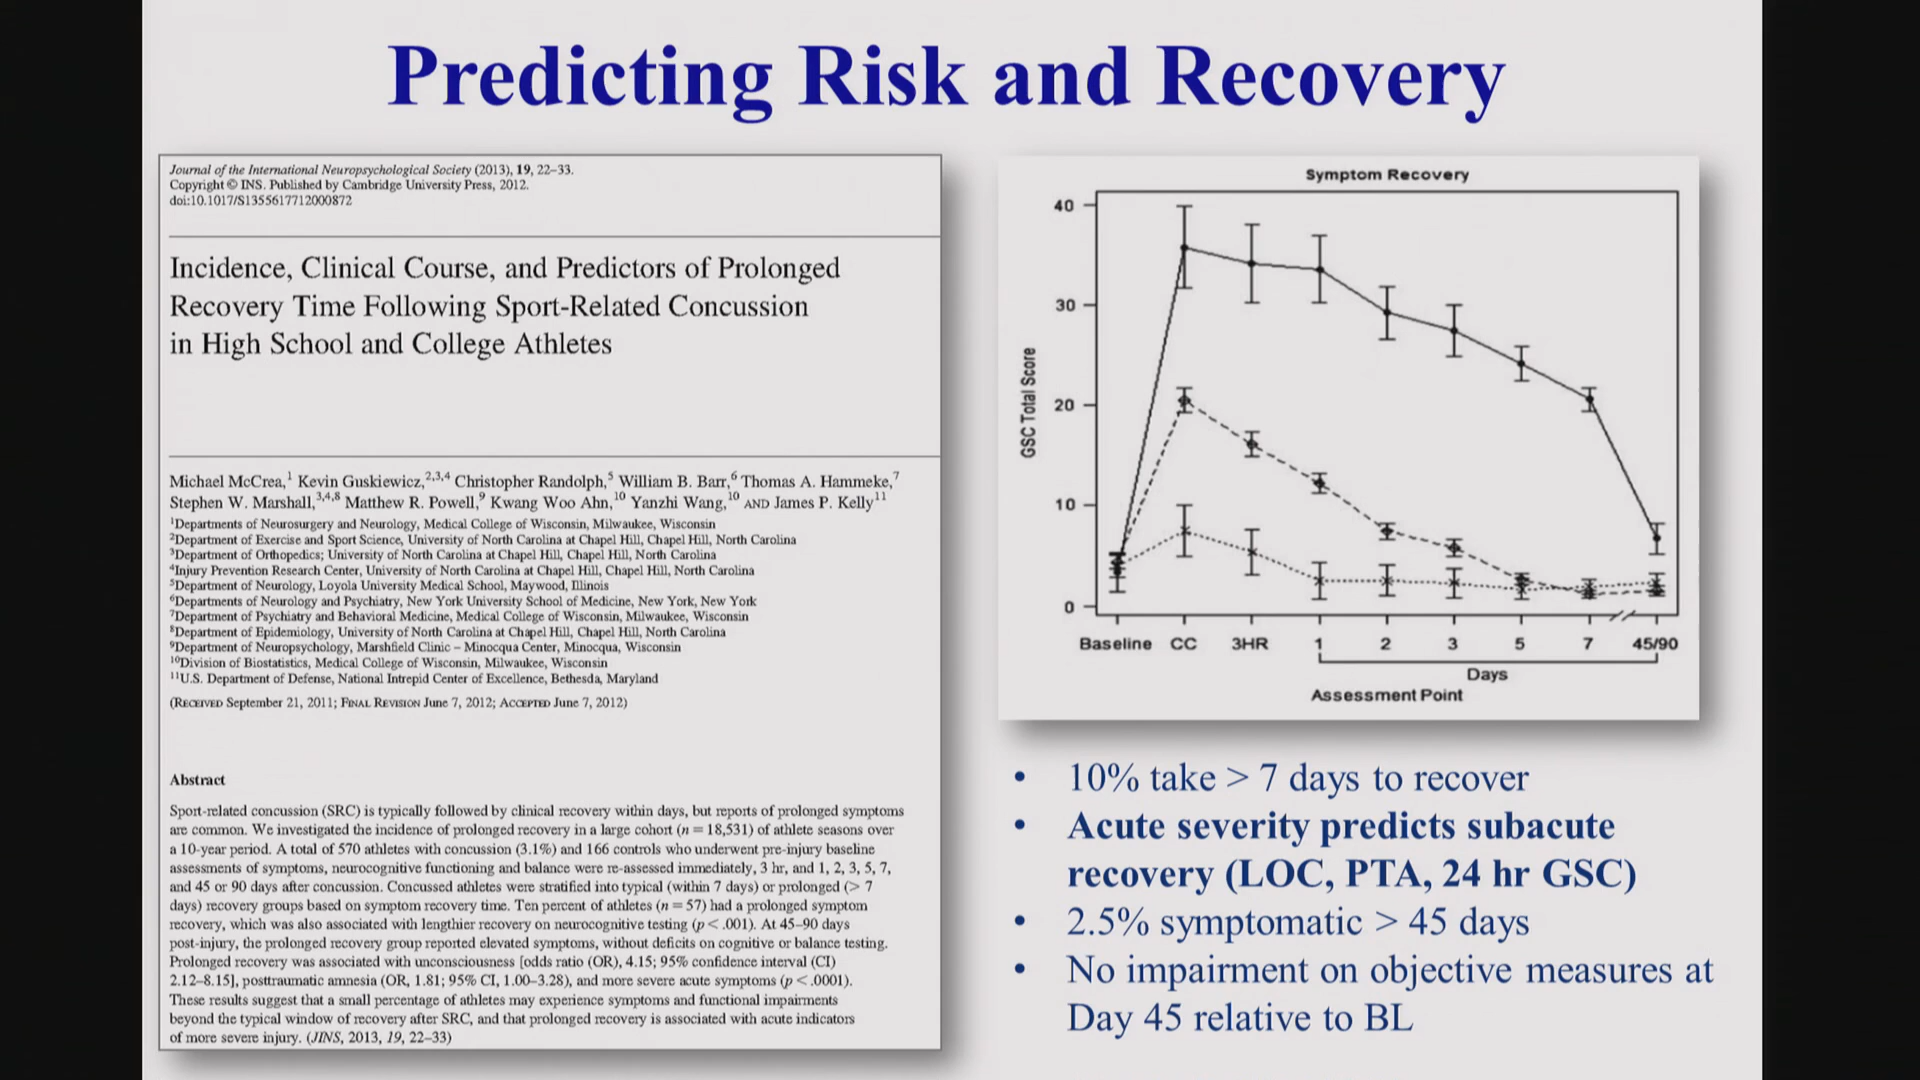 Predicting Risk and Recovery
Journal of the International Neuropsychological Society (2013), 19, 22–33.
Copyright © INS. Published by Cambridge University Press, 2012.
doi:10.1017/S1355617712000872
Incidence, Clinical Course, and Predictors of Prolonged
Recovery Time Following Sport-Related Concussion
in High School and College Athletes
Michael McCrea,1 Kevin Guskiewicz,2,3,4 Christopher Randolph,5 William B. Barr,6 Thomas A. Hammeke,7
Stephen W. Marshall,3,4,8 Matthew R. Powell,9 Kwang Woo Ahn,10 Yanzhi Wang,10 AND James P. Kelly11
1Departments of Neurosurgery and Neurology, Medical College of Wisconsin, Milwaukee, Wisconsin
2Department of Exercise and Sport Science, University of North Carolina at Chapel Hill, Chapel Hill, North Carolina
3Department of Orthopedics; University of North Carolina at Chapel Hill, Chapel Hill, North Carolina
4Injury Prevention Research Center, University of North Carolina at Chapel Hill, Chapel Hill, North Carolina
5Department of Neurology, Loyola University Medical School, Maywood, Illinois
6Departments of Neurology and Psychiatry, New York University School of Medicine, New York, New York
7Department of Psychiatry and Behavioral Medicine, Medical College of Wisconsin, Milwaukee, Wisconsin
8Department of Epidemiology, University of North Carolina at Chapel Hill, Chapel Hill, North Carolina
9Department of Neuropsychology, Marshfield Clinic – Minocqua Center, Minocqua, Wisconsin
10Division of Biostatistics, Medical College of Wisconsin, Milwaukee, Wisconsin
11U.S. Department of Defense, National Intrepid Center of Excellence, Bethesda, Maryland
(RECEIVED September 21, 2011; FINAL REVISION June 7, 2012; ACCEPTED June 7, 2012)
Abstract
Sport-related concussion (SRC) is typically followed by clinical recovery within days, but reports of prolonged symptoms
are common. We investigated the incidence of prolonged recovery in a large cohort (n = 18,531) of athlete seasons over
a 10-year period. A total of 570 athletes with concussion (3.1%) and 166 controls who underwent pre-injury baseline
assessments of symptoms, neurocognitive functioning and balance were re-assessed immediately, 3 hr, and 1, 2, 3, 5, 7,
and 45 or 90 days after concussion. Concussed athletes were stratified into typical (within 7 days) or prolonged (> 7
days) recovery groups based on symptom recovery time. Ten percent of athletes (n = 57) had a prolonged symptom
recovery, which was also associated with lengthier recovery on neurocognitive testing (p < .001). At 45–90 days
post-injury, the prolonged recovery group reported elevated symptoms, without deficits on cognitive or balance testing.
Prolonged recovery was associated with unconsciousness [odds ratio (OR), 4.15; 95% confidence interval (CI)
2.12–8.15], posttraumatic amnesia (OR, 1.81; 95% CI, 1.00–3.28), and more severe acute symptoms (p < .0001).
These results suggest that a small percentage of athletes may experience symptoms and functional impairments
beyond the typical window of recovery after SRC, and that prolonged recovery is associated with acute indicators
of more severe injury. (JINS, 2013, 19, 22–33)
Symptom Recovery
GSC Total Score
40
30
20
10
0
Baseline CC 3HR 1 2 3 5 7 45/90
Days
Assessment Point
• 10% take > 7 days to recover
• Acute severity predicts subacute
recovery (LOC, PTA, 24 hr GSC)
• 2.5% symptomatic > 45 days
• No impairment on objective measures at
Day 45 relative to BL